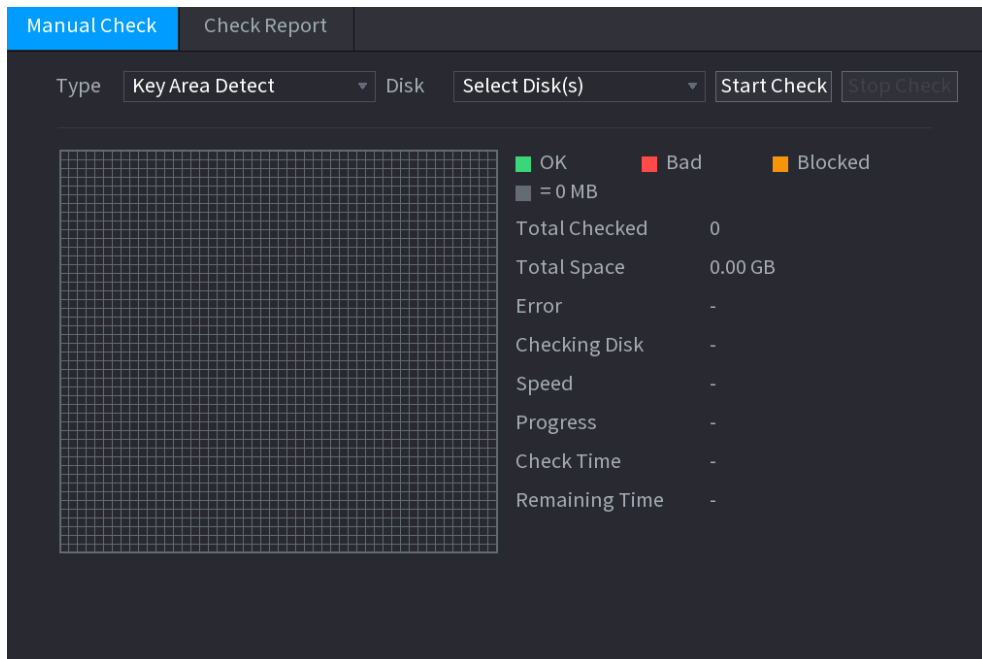 Manual Check Check Report
Type Key Area Detect Disk Select Disk(s) Start Check Stop Check
OK Bad Blocked
= 0 MB
Total Checked 0
Total Space 0.00 GB
Error -
Checking Disk -
Speed -
Progress -
Check Time -
Remaining Time -